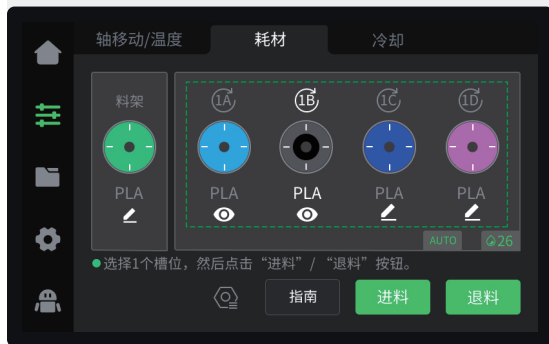 轴移动/温度 耗材 冷却
料架 1A 1B 1C 1D
PLA PLA PLA PLA PLA
AUTO 26
选择1个槽位，然后点击“进料” / “退料” 按钮。
指南 进料 退料